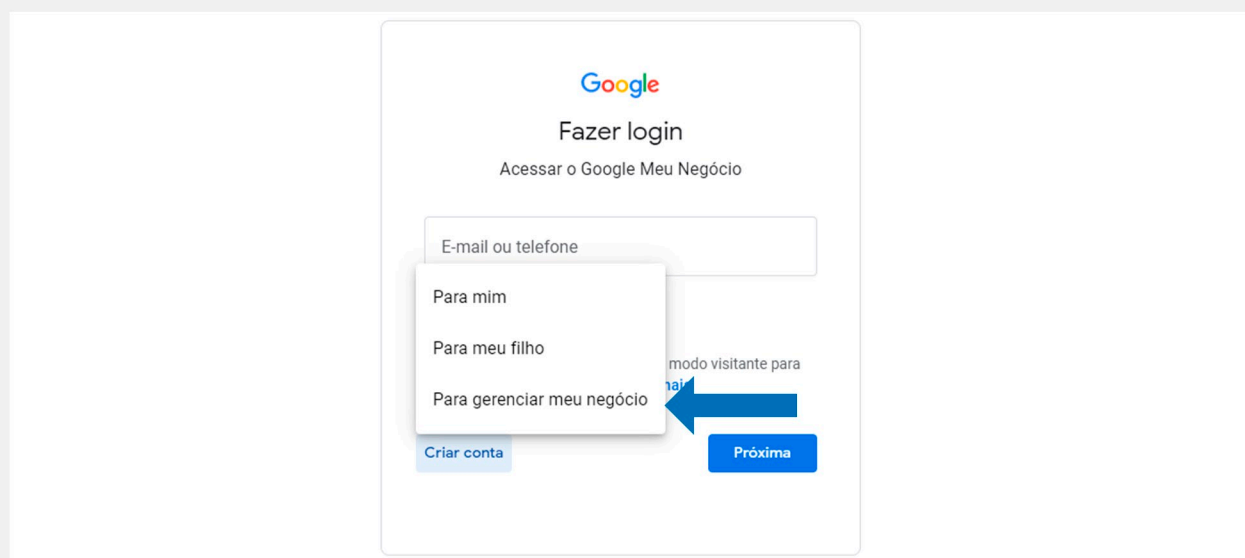 Google
Fazer login
Acessar o Google Meu Negócio
E-mail ou telefone
Para mim
Para meu filho
modo visitante para
Para gerenciar meu negócio
Criar conta
Próxima